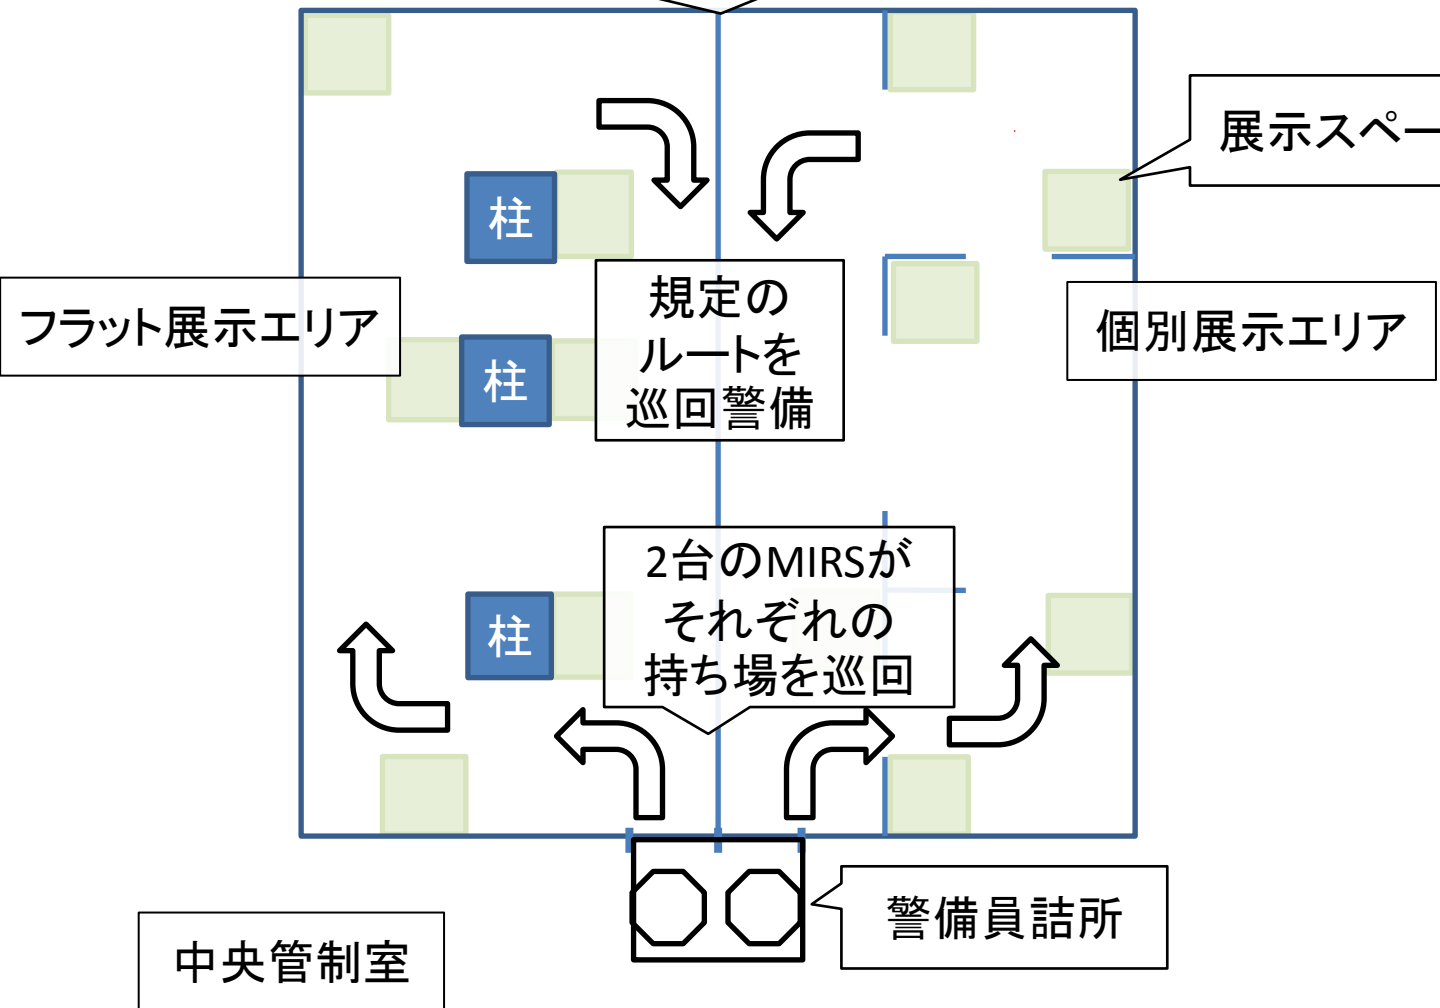 展示スペー
柱
フラット展示エリア
規定の
ルートを
巡回警備
個別展示エリア
柱
2台のMIRSが
それぞれの
持ち場を巡回
柱
警備員詰所
中央管制室